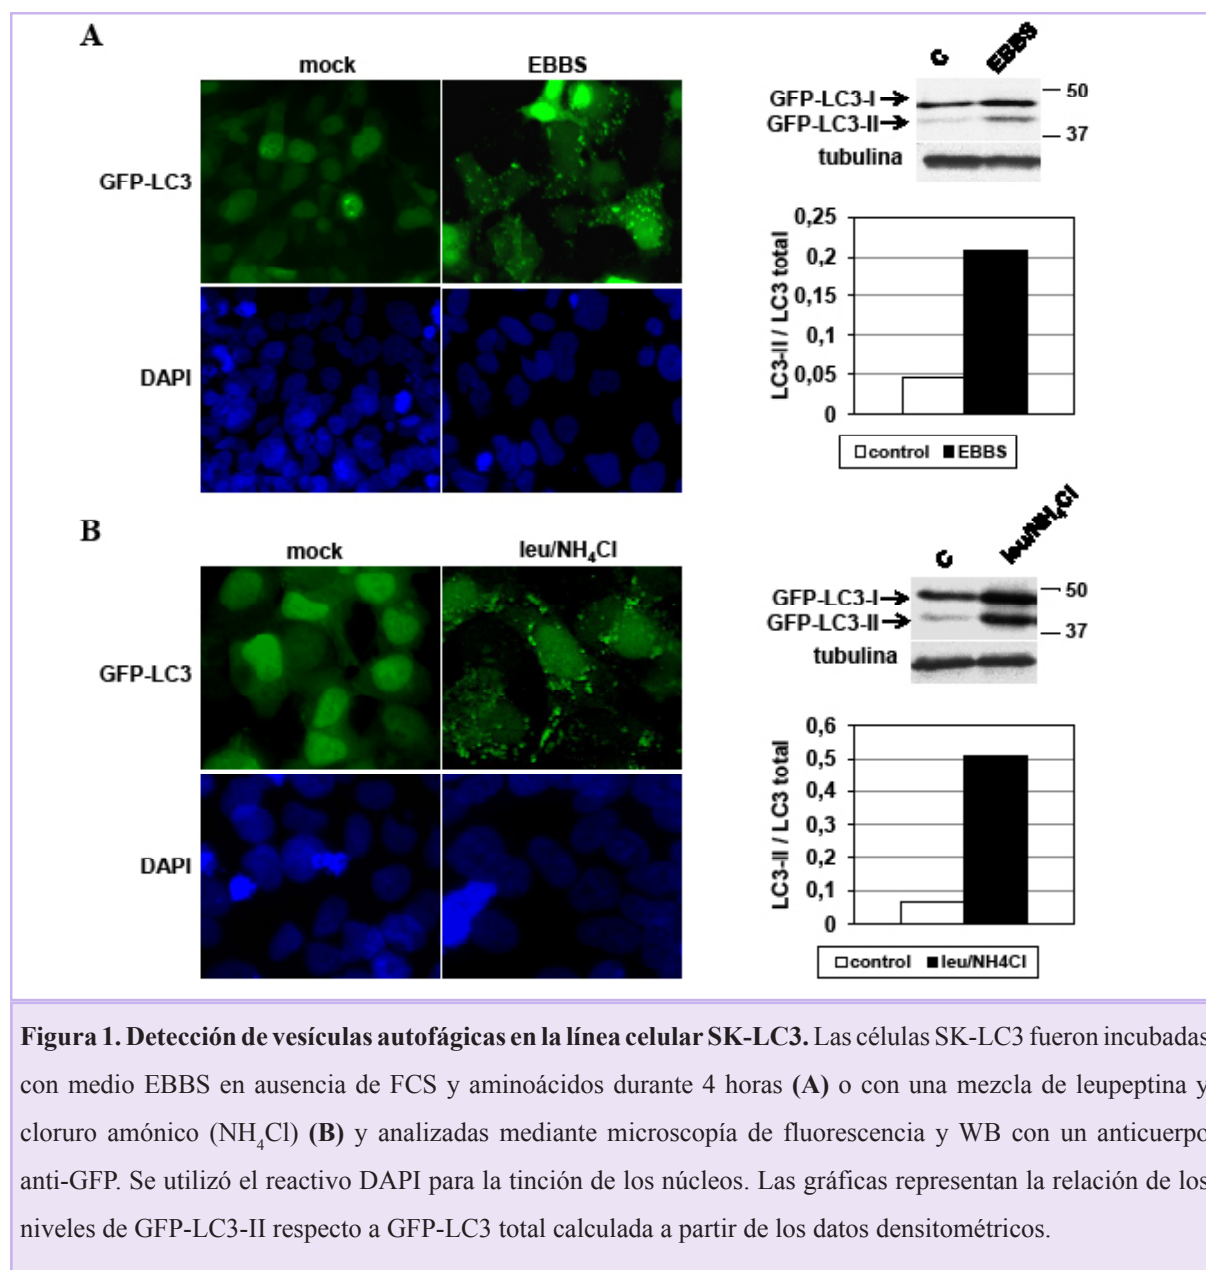 A
mock
EBBS
GFP-LC3
DAPI
C
EBBS
GFP-LC3-I
GFP-LC3-II
tubulina
50
37
LC3-II / LC3 total
0,25
0,2
0,15
0,1
0,05
0
control
EBBS
B
mock
leu/NH₄Cl
GFP-LC3
DAPI
C
leu/NH₄Cl
GFP-LC3-I
GFP-LC3-II
tubulina
50
37
LC3-II / LC3 total
0,6
0,5
0,4
0,3
0,2
0,1
0
control
leu/NH4Cl
Figura 1. Detección de vesículas autofágicas en la línea celular SK-LC3. Las células SK-LC3 fueron incubadas
con medio EBBS en ausencia de FCS y aminoácidos durante 4 horas (A) o con una mezcla de leupeptina y
cloruro amónico (NH₄Cl) (B) y analizadas mediante microscopía de fluorescencia y WB con un anticuerpo
anti-GFP. Se utilizó el reactivo DAPI para la tinción de los núcleos. Las gráficas representan la relación de los
niveles de GFP-LC3-II respecto a GFP-LC3 total calculada a partir de los datos densitométricos.